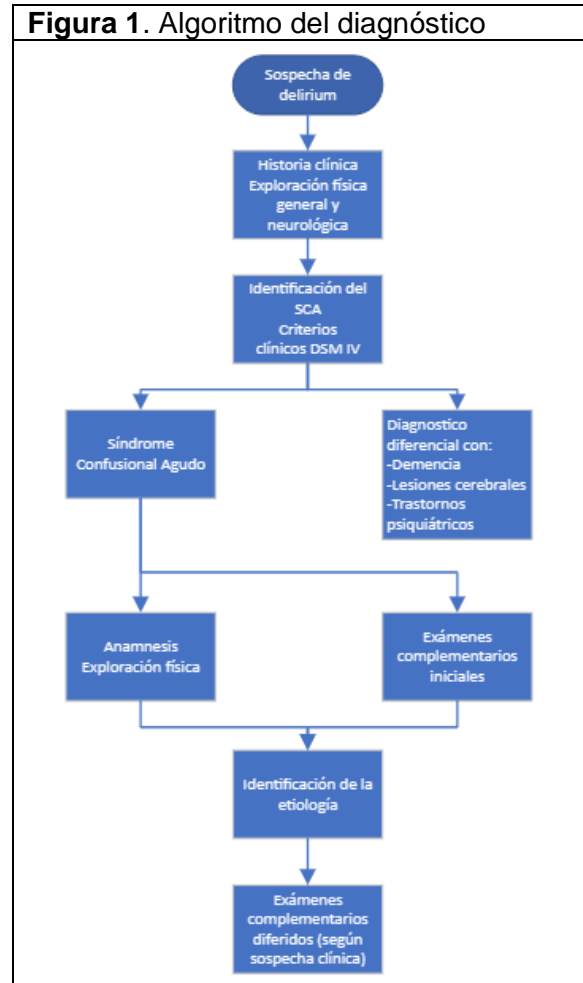 Figura 1. Algoritmo del diagnóstico
Sospecha de
delirium
Historia clínica
Exploración física
general y
neurológica
Identificación del
SCA
Criterios
clínicos DSM IV
Síndrome
Confusional Agudo
Diagnostico
diferencial con:
-Demencia
-Lesiones cerebrales
-Trastornos
psiquiátricos
Anamnesis
Exploración física
Exámenes
complementarios
iniciales
Identificación de la
etiología
Exámenes
complementarios
diferidos (según
sospecha clínica)